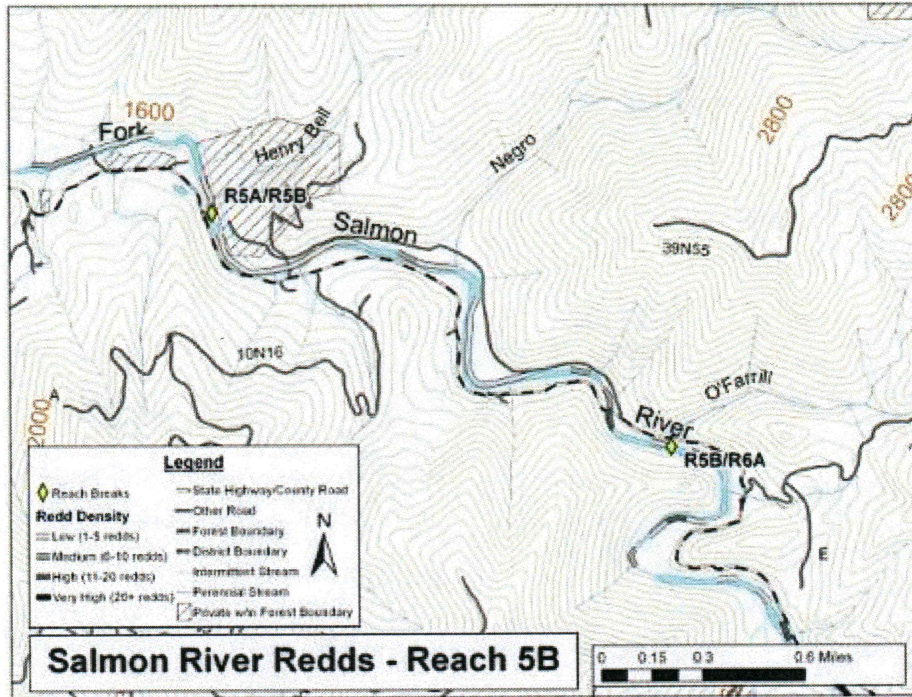 1600
Fork
Henry Bell
Negro
2800
2800
R5A/R5B
Salmon
39N55
10N16
A
2000
O'Farrill
River
R5B/R6A
E
Legend
Reach Breaks
Redd Density
Low (1-5 redds)
Medium (6-10 redds)
High (11-20 redds)
Very High (20+ redds)
State Highway/County Road
Other Road
Forest Boundary
District Boundary
Intermittent Stream
Perennial Stream
Private w/in Forest Boundary
N
Salmon River Redds - Reach 5B
0 0.15 0.3 0.6 Miles